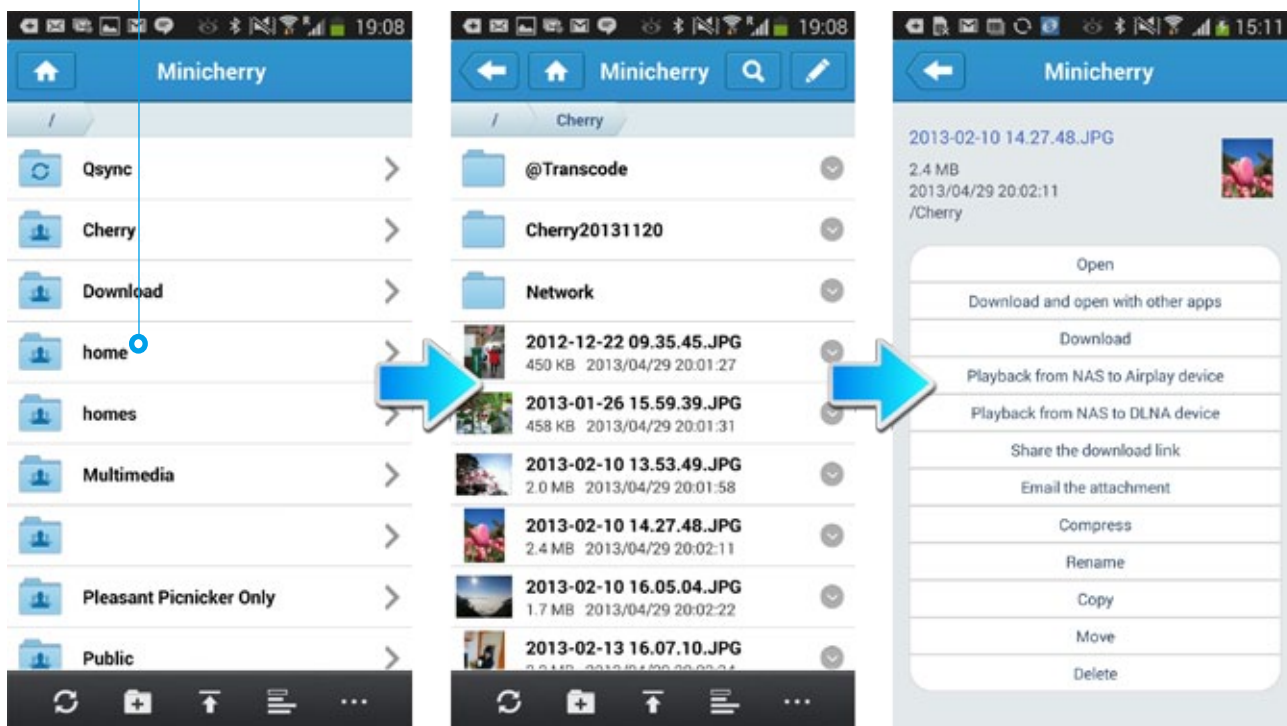 19:08
Minicherry
/
Qsync
Cherry
Download
home
homes
Multimedia
Pleasant Picnicker Only
Public
19:08
Minicherry
/ Cherry
@Transcode
Cherry20131120
Network
2012-12-22 09.35.45.JPG
450 KB 2013/04/29 20:01:27
2013-01-26 15.59.39.JPG
458 KB 2013/04/29 20:01:31
2013-02-10 13.53.49.JPG
2.0 MB 2013/04/29 20:01:58
2013-02-10 14.27.48.JPG
2.4 MB 2013/04/29 20:02:11
2013-02-10 16.05.04.JPG
1.7 MB 2013/04/29 20:02:22
2013-02-13 16.07.10.JPG
15:11
Minicherry
2013-02-10 14.27.48.JPG
2.4 MB
2013/04/29 20:02:11
/Cherry
Open
Download and open with other apps
Download
Playback from NAS to Airplay device
Playback from NAS to DLNA device
Share the download link
Email the attachment
Compress
Rename
Copy
Move
Delete